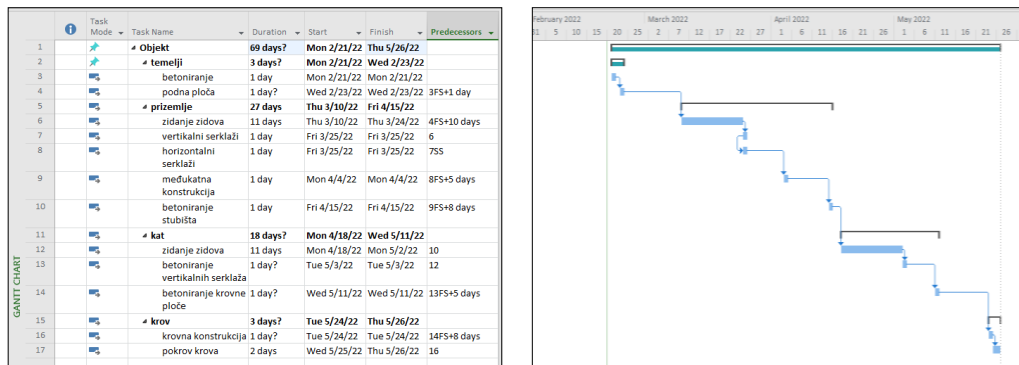 Task Mode Task Name Duration Start Finish Predecessors
1 Objekt 69 days? Mon 2/21/22 Thu 5/26/22
2 temelji 3 days? Mon 2/21/22 Wed 2/23/22
3 betoniranje 1 day Mon 2/21/22 Mon 2/21/22
4 podna ploča 1 day? Wed 2/23/22 Wed 2/23/22 3FS+1 day
5 prizemlje 27 days Thu 3/10/22 Fri 4/15/22
6 zidanje zidova 11 days Thu 3/10/22 Thu 3/24/22 4FS+10 days
7 vertikalni serklaži 1 day Fri 3/25/22 Fri 3/25/22 6
8 horizontalni 1 day Fri 3/25/22 Fri 3/25/22 7SS
serklaži
9 međukatna 1 day Mon 4/4/22 Mon 4/4/22 8FS+5 days
konstrukcija
10 betoniranje 1 day Fri 4/15/22 Fri 4/15/22 9FS+8 days
stubišta
11 kat 18 days? Mon 4/18/22 Wed 5/11/22
12 zidanje zidova 11 days Mon 4/18/22 Mon 5/2/22 10
13 betoniranje 1 day? Tue 5/3/22 Tue 5/3/22 12
vertikalnih serklaža
14 betoniranje krovne 1 day? Wed 5/11/22 Wed 5/11/22 13FS+5 days
ploče
15 krov 3 days? Tue 5/24/22 Thu 5/26/22
16 krovna konstrukcija 1 day? Tue 5/24/22 Tue 5/24/22 14FS+8 days
17 pokrov krova 2 days Wed 5/25/22 Thu 5/26/22 16
GANTT CHART
February 2022 March 2022 April 2022 May 2022
31 5 10 15 20 25 2 7 12 17 22 27 1 6 11 16 21 26 1 6 11 16 21 26